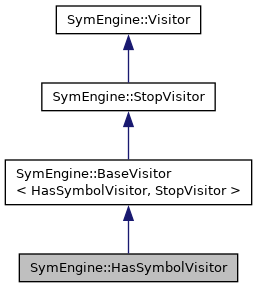 SymEngine::Visitor
SymEngine::StopVisitor
SymEngine::BaseVisitor
< HasSymbolVisitor, StopVisitor >
SymEngine::HasSymbolVisitor